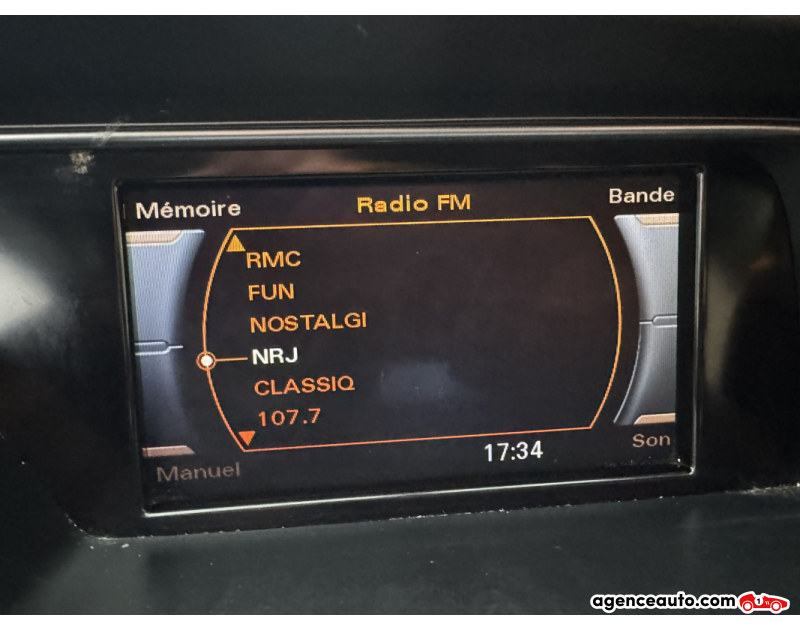 Mémoire Radio FM Bande
RMC
FUN
NOSTALGI
NRJ
CLASSIQ
107.7
17:34
Manuel Son
agenceauto.com